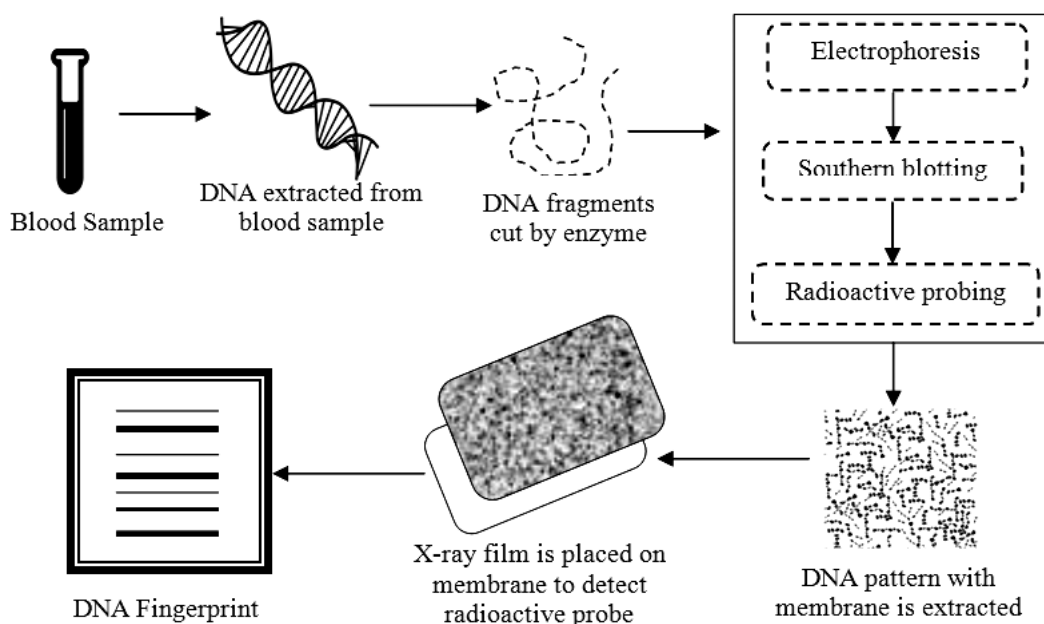 Blood Sample
DNA extracted from
blood sample
DNA fragments
cut by enzyme
Electrophoresis
Southern blotting
Radioactive probing
DNA pattern with
membrane is extracted
X-ray film is placed on
membrane to detect
radioactive probe
DNA Fingerprint